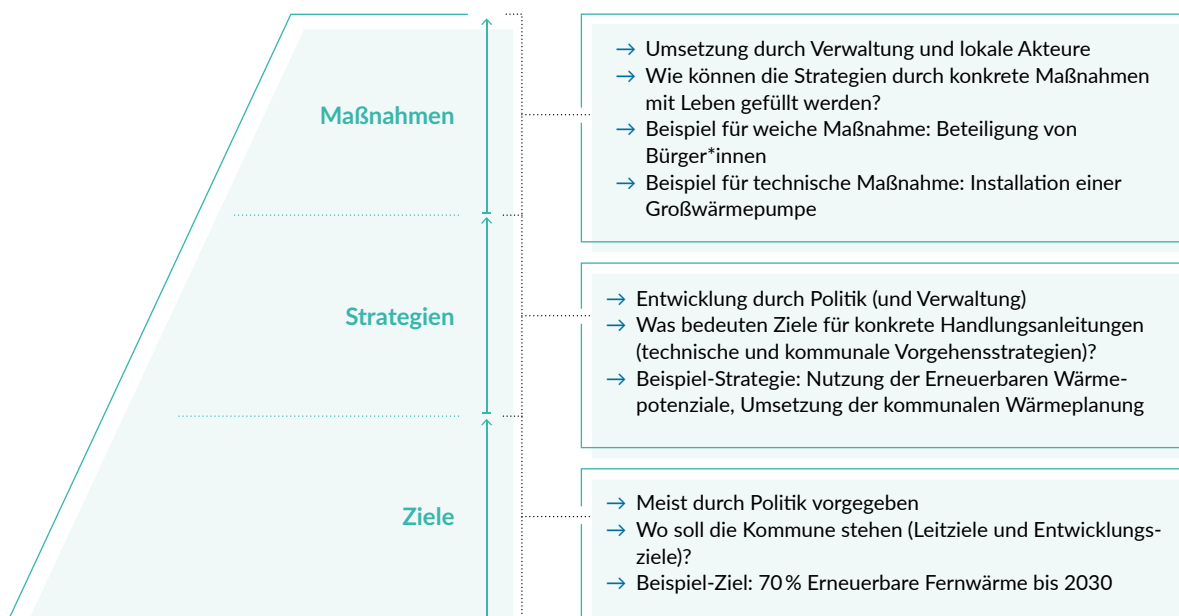 Maßnahmen
→ Umsetzung durch Verwaltung und lokale Akteure
→ Wie können die Strategien durch konkrete Maßnahmen
mit Leben gefüllt werden?
→ Beispiel für weiche Maßnahme: Beteiligung von
Bürger*innen
→ Beispiel für technische Maßnahme: Installation einer
Großwärmepumpe
Strategien
→ Entwicklung durch Politik (und Verwaltung)
→ Was bedeuten Ziele für konkrete Handlungsanleitungen
(technische und kommunale Vorgehensstrategien)?
→ Beispiel-Strategie: Nutzung der Erneuerbaren Wärme-
potenziale, Umsetzung der kommunalen Wärmeplanung
Ziele
→ Meist durch Politik vorgegeben
→ Wo soll die Kommune stehen (Leitziele und Entwicklungs-
ziele)?
→ Beispiel-Ziel: 70 % Erneuerbare Fernwärme bis 2030